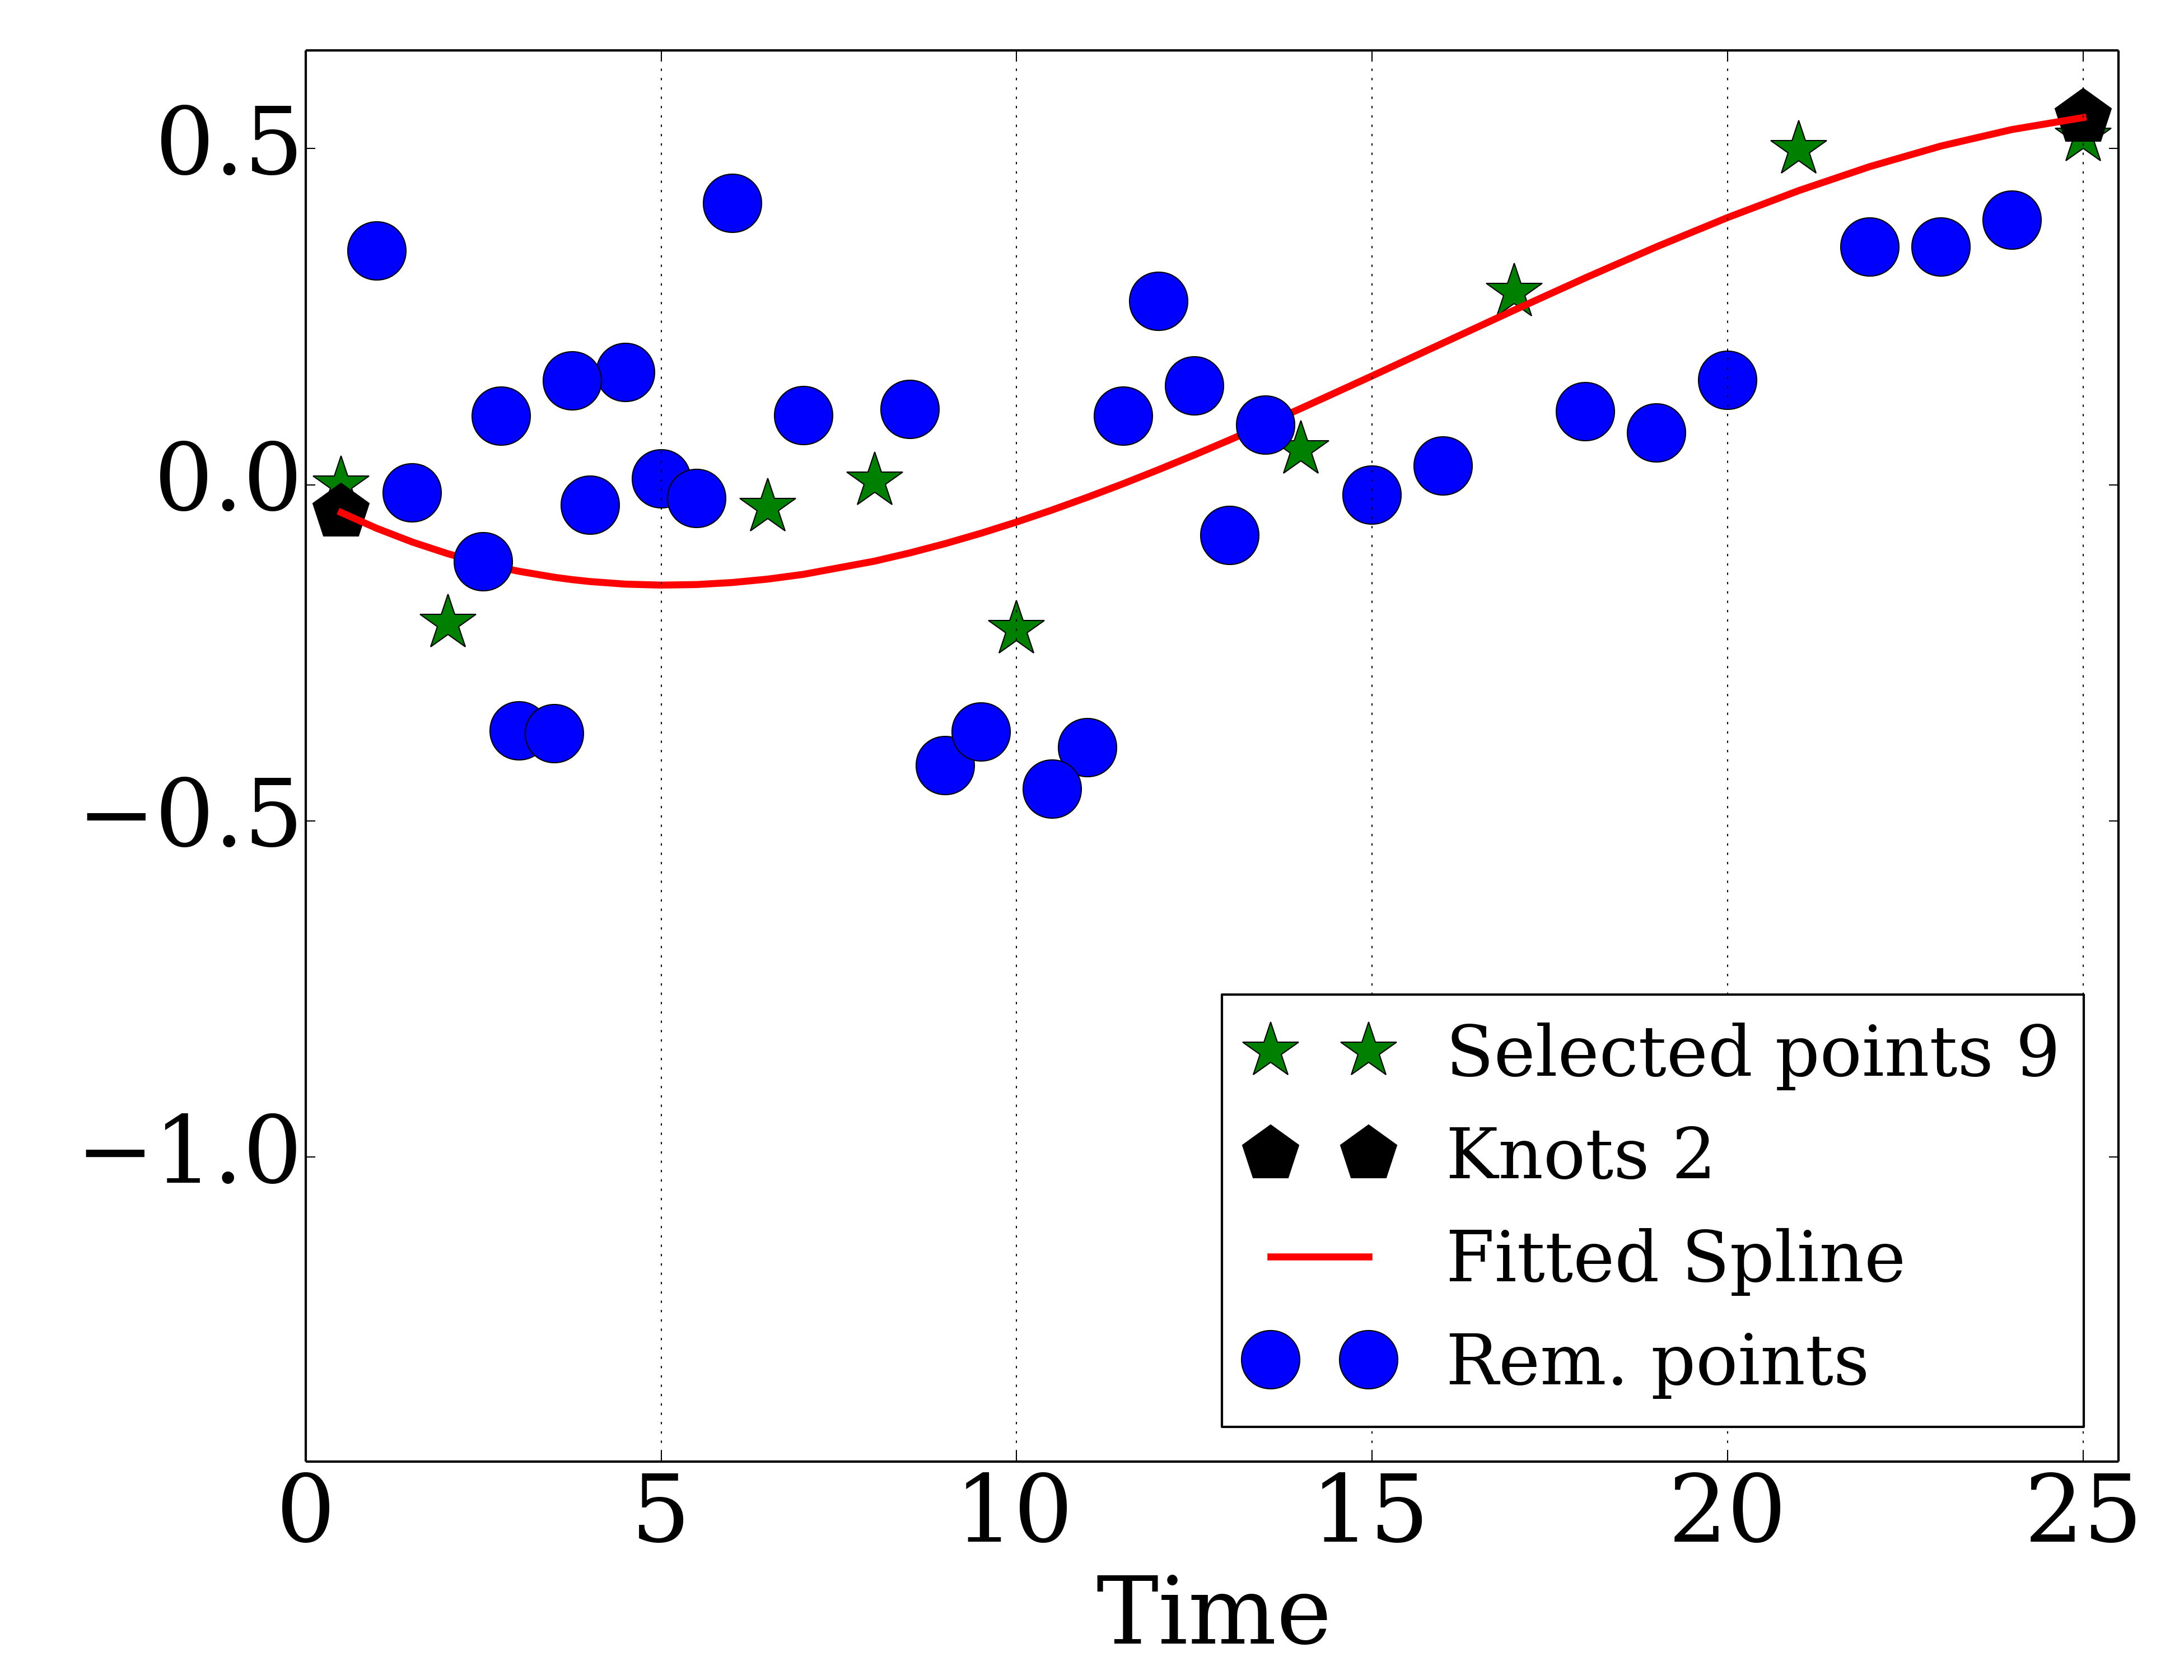 0.5
0.0
−0.5
−1.0
0 5 10 15 20 25
Time
Selected points 9
Knots 2
Fitted Spline
Rem. points